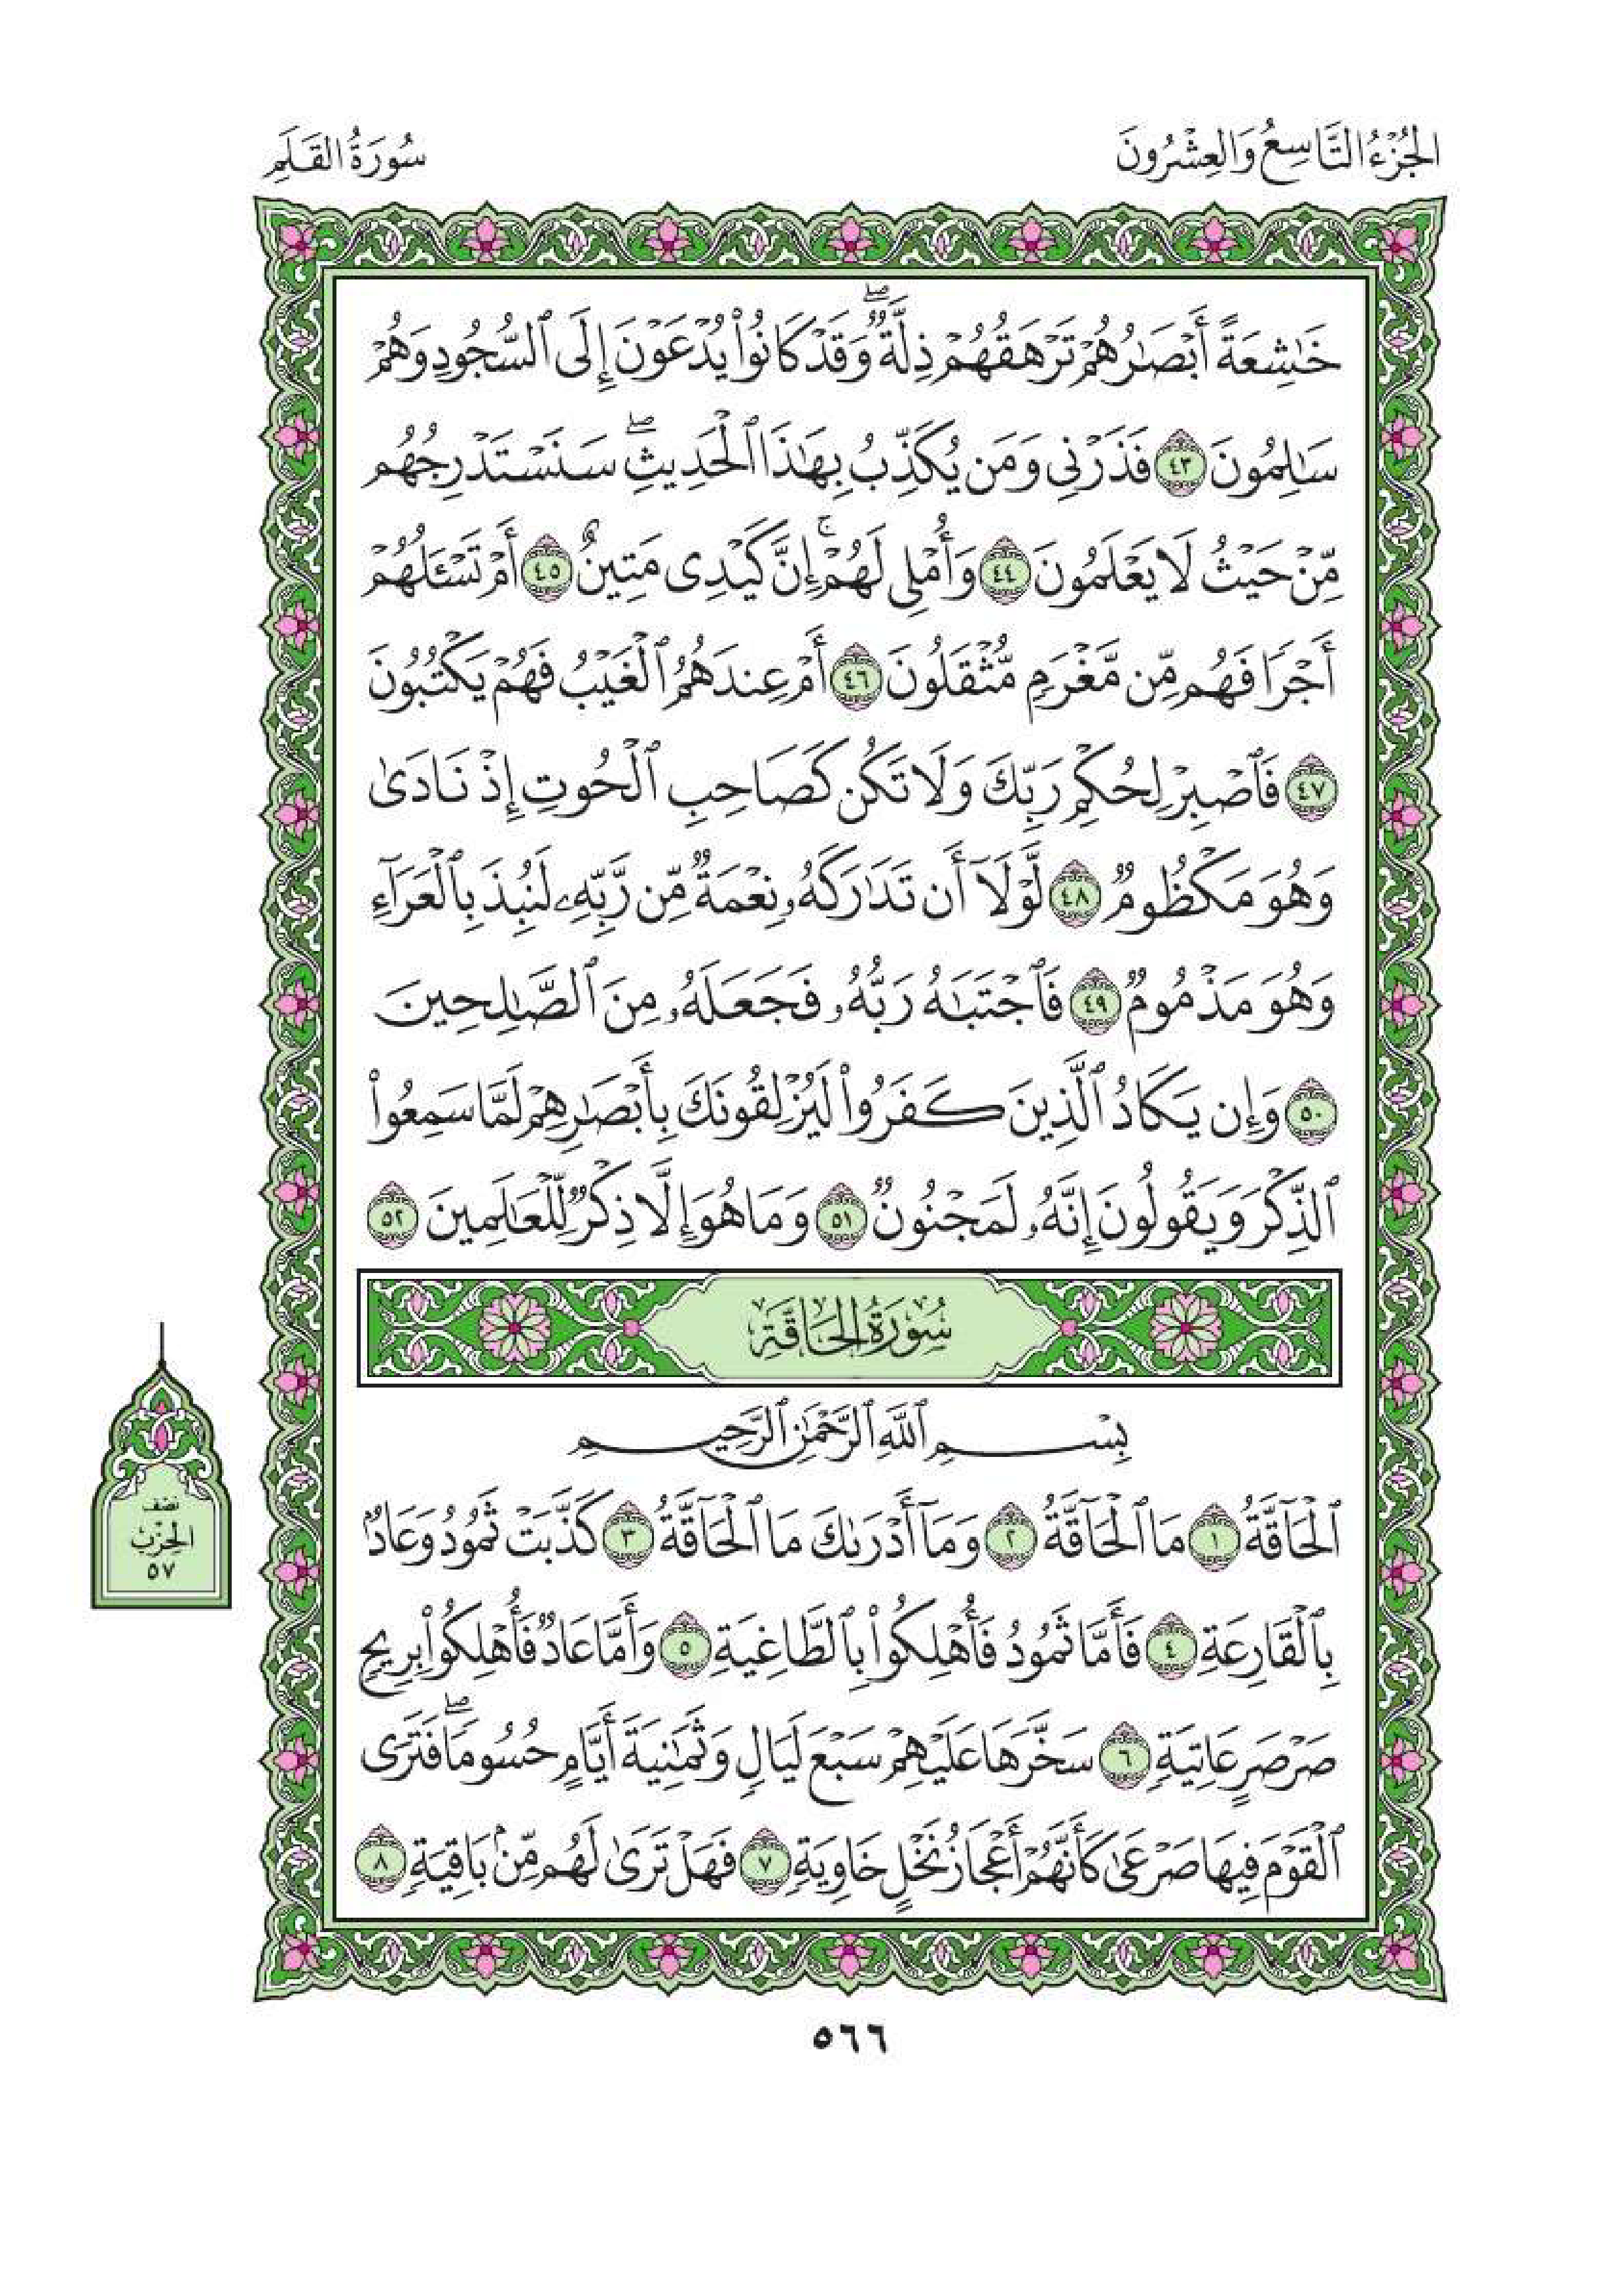 الجُزْءُ التَّاسِعُ وَالعِشْرُونَ
سُورَةُ القَلَمِ
خَٰشِعَةً أَبْصَٰرُهُمْ تَرْهَقُهُمْ ذِلَّةٌۖ وَقَدْ كَانُوا۟ يُدْعَوْنَ إِلَى ٱلسُّجُودِ وَهُمْ
سَٰلِمُونَ ٤٣ فَذَرْنِى وَمَن يُكَذِّبُ بِهَٰذَا ٱلْحَدِيثِۖ سَنَسْتَدْرِجُهُم
مِّنْ حَيْثُ لَا يَعْلَمُونَ ٤٤ وَأُمْلِى لَهُمْۚ إِنَّ كَيْدِى مَتِينٌ ٤٥ أَمْ تَسْـَٔلُهُمْ
أَجْرًا فَهُم مِّن مَّغْرَمٍ مُّثْقَلُونَ ٤٦ أَمْ عِندَهُمُ ٱلْغَيْبُ فَهُمْ يَكْتُبُونَ
٤٧ فَٱصْبِرْ لِحُكْمِ رَبِّكَ وَلَا تَكُن كَصَاحِبِ ٱلْحُوتِ إِذْ نَادَىٰ
وَهُوَ مَكْظُومٌ ٤٨ لَّوْلَآ أَن تَدَٰرَكَهُۥ نِعْمَةٌ مِّن رَّبِّهِۦ لَنُبِذَ بِٱلْعَرَآءِ
وَهُوَ مَذْمُومٌ ٤٩ فَٱجْتَبَٰهُ رَبُّهُۥ فَجَعَلَهُۥ مِنَ ٱلصَّٰلِحِينَ
٥٠ وَإِن يَكَادُ ٱلَّذِينَ كَفَرُوا۟ لَيُزْلِقُونَكَ بِأَبْصَٰرِهِمْ لَمَّا سَمِعُوا۟
ٱلذِّكْرَ وَيَقُولُونَ إِنَّهُۥ لَمَجْنُونٌ ٥١ وَمَا هُوَ إِلَّا ذِكْرٌ لِّلْعَٰلَمِينَ ٥٢
سُورَةُ الحَاقَّةِ
بِسْمِ ٱللَّهِ ٱلرَّحْمَٰنِ ٱلرَّحِيمِ
ٱلْحَآقَّةُ ١ مَا ٱلْحَآقَّةُ ٢ وَمَآ أَدْرَىٰكَ مَا ٱلْحَآقَّةُ ٣ كَذَّبَتْ ثَمُودُ وَعَادٌۢ
بِٱلْقَارِعَةِ ٤ فَأَمَّا ثَمُودُ فَأُهْلِكُوا۟ بِٱلطَّاغِيَةِ ٥ وَأَمَّا عَادٌ فَأُهْلِكُوا۟ بِرِيحٍ
صَرْصَرٍ عَاتِيَةٍ ٦ سَخَّرَهَا عَلَيْهِمْ سَبْعَ لَيَالٍ وَثَمَٰنِيَةَ أَيَّامٍ حُسُومًاۖ فَتَرَى
ٱلْقَوْمَ فِيهَا صَرْعَىٰ كَأَنَّهُمْ أَعْجَازُ نَخْلٍ خَاوِيَةٍ ٧ فَهَلْ تَرَىٰ لَهُم مِّنۢ بَاقِيَةٍ ٨
نصف
الحزب
٥٧
٥٦٦